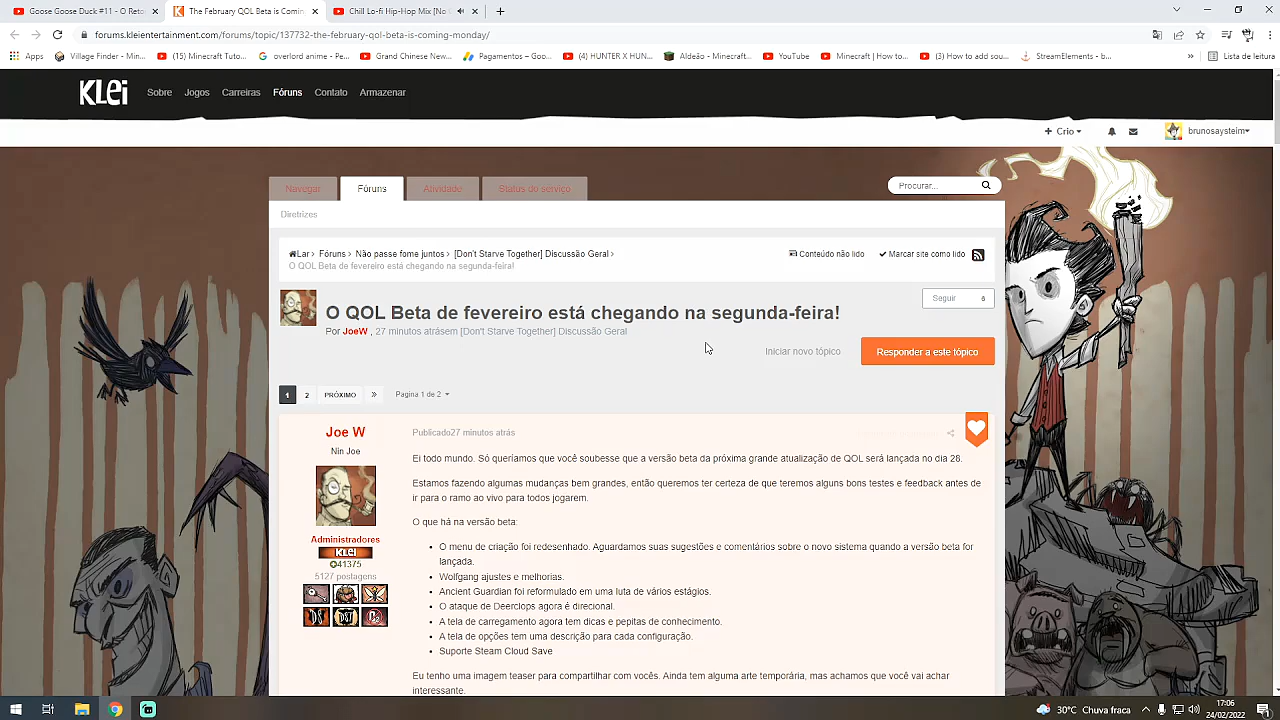 Goose Goose Duck #11 - O Reto
The February QOL Beta is Comin
Chill Lo-fi Hip-Hop Mix [No C
forums.kleientertainment.com/forums/topic/137732-the-february-qol-beta-is-coming-monday/
Apps
Village Finder - Min...
(15) Minecraft Tuto...
overlord anime - Pe...
Grand Chinese New...
Pagamentos – Goo...
(4) HUNTER X HUN...
Aldeão - Minecraft...
YouTube
Minecraft | How to...
(3) How to add sou...
StreamElements - b...
»
Lista de leitura
KLEi
Sobre
Jogos
Carreiras
Fóruns
Contato
Armazenar
+ Crio
brunosaysteim
Navegar
Fóruns
Atividade
Status do serviço
Procurar...
Diretrizes
Lar > Fóruns > Não passe fome juntos > [Don't Starve Together] Discussão Geral >
Conteúdo não lido
Marcar site como lido
O QOL Beta de fevereiro está chegando na segunda-feira!
O QOL Beta de fevereiro está chegando na segunda-feira!
Seguir 6
Por JoeW , 27 minutos atrásem [Don't Starve Together] Discussão Geral
Iniciar novo tópico
Responder a este tópico
1 2 PRÓXIMO » Pagina 1 de 2
Joe W
Nin Joe
Administradores
KLEi
41375
5127 postagens
Publicado27 minutos atrás
Ei todo mundo. Só queríamos que você soubesse que a versão beta da próxima grande atualização de QOL será lançada no dia 28.
Estamos fazendo algumas mudanças bem grandes, então queremos ter certeza de que teremos alguns bons testes e feedback antes de
ir para o ramo ao vivo para todos jogarem.
O que há na versão beta:
• O menu de criação foi redesenhado. Aguardamos suas sugestões e comentários sobre o novo sistema quando a versão beta for
lançada.
• Wolfgang ajustes e melhorias.
• Ancient Guardian foi reformulado em uma luta de vários estágios.
• O ataque de Deerclops agora é direcional.
• A tela de carregamento agora tem dicas e pepitas de conhecimento.
• A tela de opções tem uma descrição para cada configuração.
• Suporte Steam Cloud Save
Eu tenho uma imagem teaser para compartilhar com vocês. Ainda tem alguma arte temporária, mas achamos que você vai achar
interessante.
30°C Chuva fraca
17:06
24/02/2022